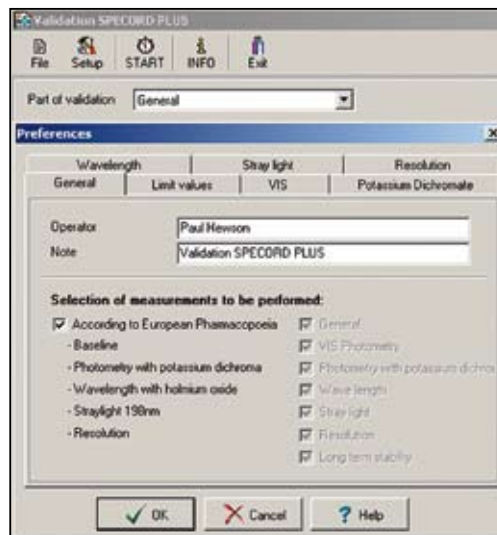 Validation SPECORD PLUS
File Setup START INFO Exit
Part of validation General
Preferences
Wavelength Stray light Resolution
General Limit values VIS Potassium Dichromate
Operator Paul Hewson
Note Validation SPECORD PLUS
Selection of measurements to be performed:
According to European Pharmacopoeia
- Baseline
- Photometry with potassium dichroma
- Wavelength with holmium oxide
- Straylight 198nm
- Resolution
General
VIS Photometry
Photometry with potassium dichro
Wave length
Stray light
Resolution
Long term stability
OK Cancel ? Help